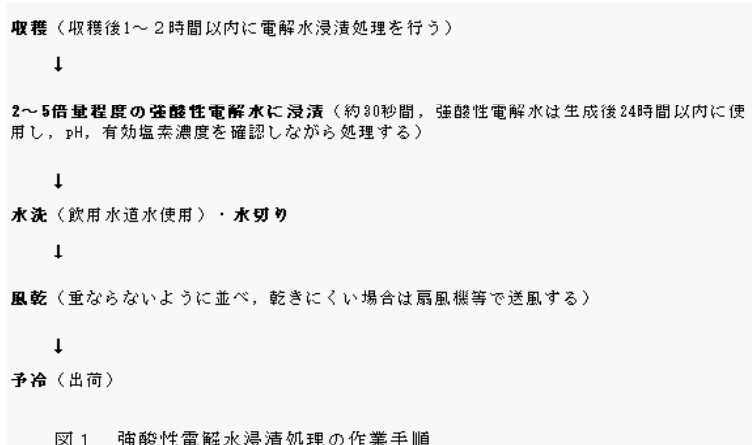 収穫（収穫後1～２時間以内に電解水浸漬処理を行う）
↓
2～5倍量程度の強酸性電解水に浸漬（約30秒間，強酸性電解水は生成後24時間以内に使
用し，pH，有効塩素濃度を確認しながら処理する）
↓
水洗（飲用水道水使用）・水切り
↓
風乾（重ならないように並べ，乾きにくい場合は扇風機等で送風する）
↓
予冷（出荷）
図１　強酸性電解水浸漬処理の作業手順